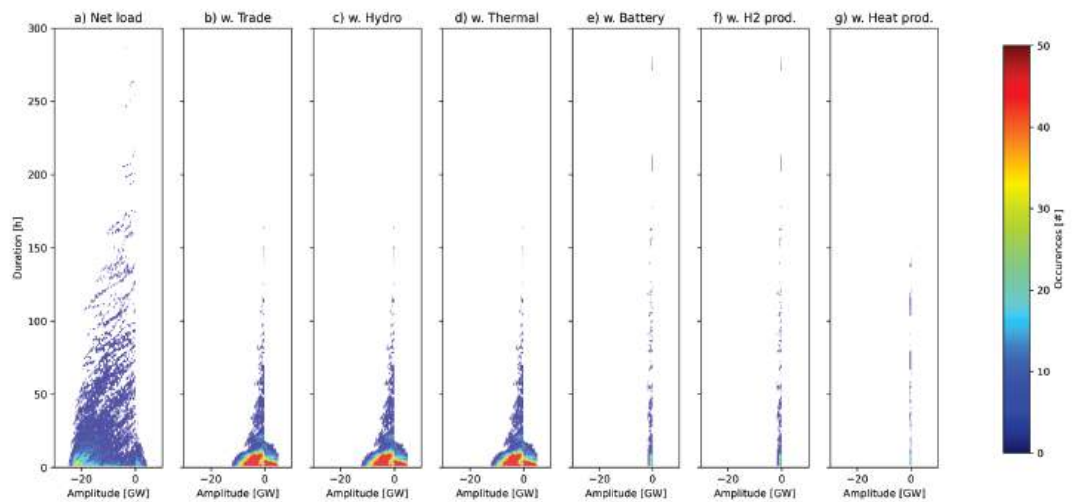 a) Net load
b) w. Trade
c) w. Hydro
d) w. Thermal
e) w. Battery
f) w. H2 prod.
g) w. Heat prod.
300
250
200
150
100
50
0
Duration [h]
−20 0
−20 0
−20 0
−20 0
−20 0
−20 0
−20 0
Amplitude [GW]
Amplitude [GW]
Amplitude [GW]
Amplitude [GW]
Amplitude [GW]
Amplitude [GW]
Amplitude [GW]
50
40
30
20
10
0
Occurences [#]